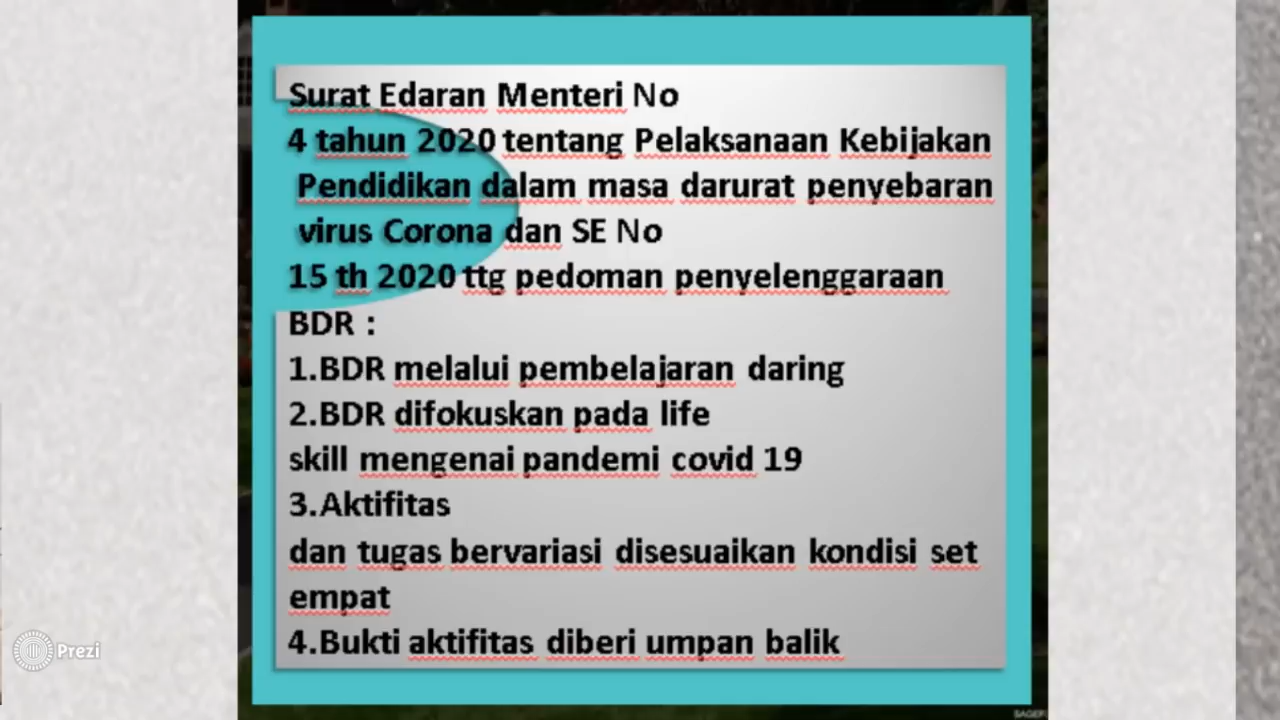 Surat Edaran Menteri No
4 tahun 2020 tentang Pelaksanaan Kebijakan
Pendidikan dalam masa darurat penyebaran
virus Corona dan SE No
15 th 2020 ttg pedoman penyelenggaraan
BDR :
1.BDR melalui pembelajaran daring
2.BDR difokuskan pada life
skill mengenai pandemi covid 19
3.Aktifitas
dan tugas bervariasi disesuaikan kondisi set
empat
4.Bukti aktifitas diberi umpan balik
Prezi